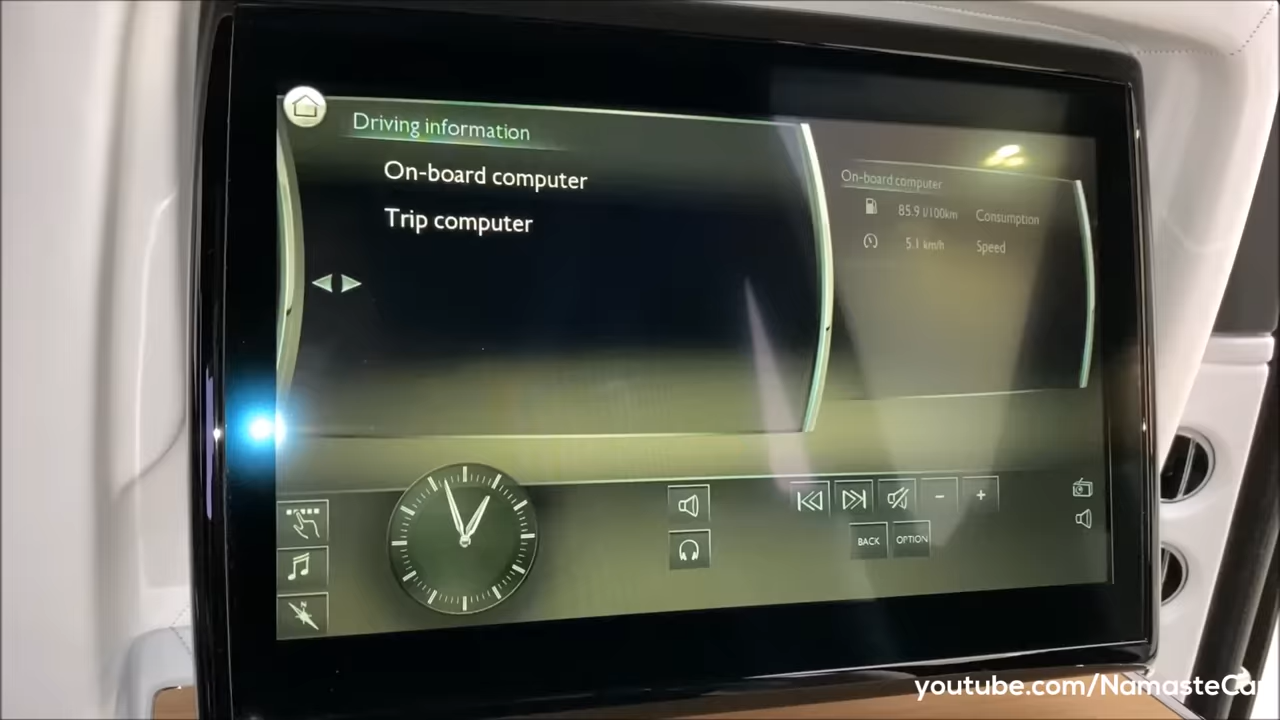 Driving information
On-board computer
Trip computer
On-board computer
85.9 l/100km Consumption
5.1 km/h Speed
BACK OPTION
youtube.com/NamasteCar